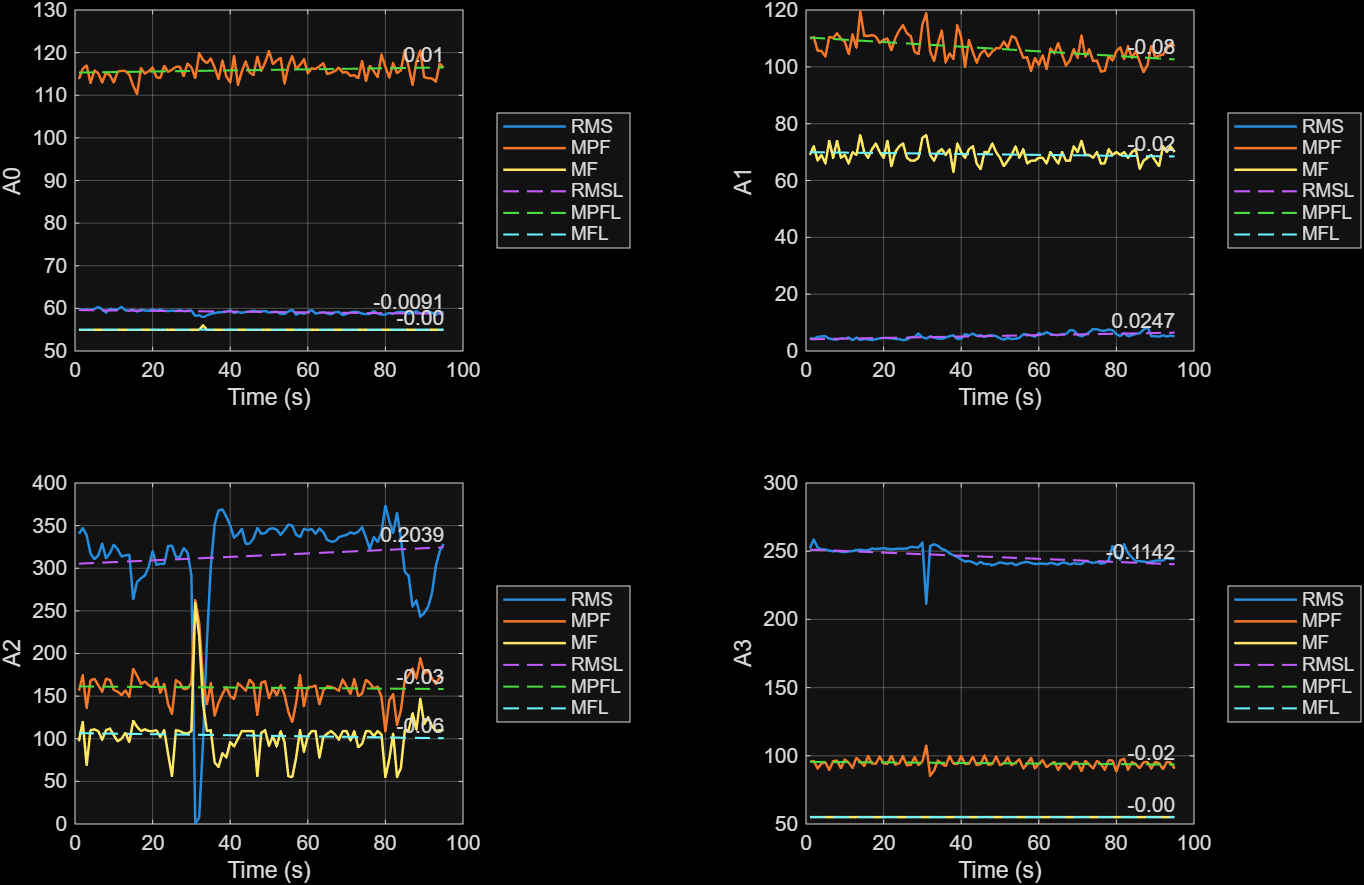 130
120
110
100
90
80
70
60
50
A0
0.01
-0.0091
-0.00
0 20 40 60 80 100
Time (s)
RMS
MPF
MF
RMSL
MPFL
MFL
120
100
80
60
40
20
0
A1
-0.08
-0.02
0.0247
0 20 40 60 80 100
Time (s)
RMS
MPF
MF
RMSL
MPFL
MFL
400
350
300
250
200
150
100
50
0
A2
0.2039
-0.03
-0.06
0 20 40 60 80 100
Time (s)
RMS
MPF
MF
RMSL
MPFL
MFL
300
250
200
150
100
50
A3
-0.1142
-0.02
-0.00
0 20 40 60 80 100
Time (s)
RMS
MPF
MF
RMSL
MPFL
MFL